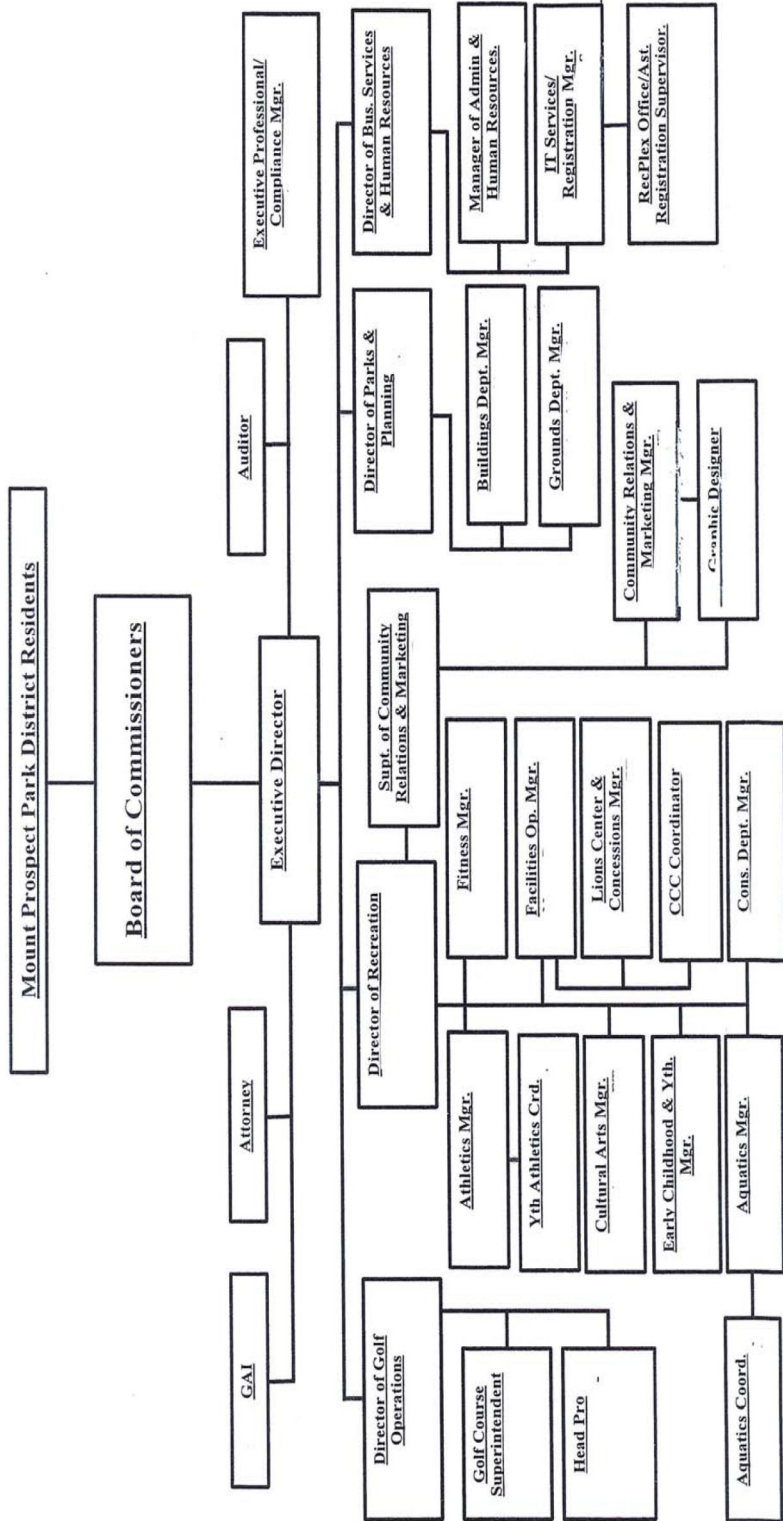 Mount Prospect Park District Residents
Board of Commissioners
GAI
Attorney
Executive Director
Auditor
Executive Professional/
Compliance Mgr.
Director of Golf
Operations
Director of Recreation
Supt. of Community
Relations & Marketing
Director of Parks &
Planning
Director of Bus. Services
& Human Resources
Golf Course
Superintendent
Head Pro
Athletics Mgr.
Yth Athletics Crd.
Cultural Arts Mgr.
Early Childhood & Yth.
Mgr.
Aquatics Mgr.
Aquatics Coord.
Fitness Mgr.
Facilities Op. Mgr.
Lions Center &
Concessions Mgr.
CCC Coordinator
Cons. Dept. Mgr.
Community Relations &
Marketing Mgr.
Graphic Designer
Buildings Dept. Mgr.
Grounds Dept. Mgr.
Manager of Admin &
Human Resources.
IT Services/
Registration Mgr.
RecPlex Office/Ast.
Registration Supervisor.